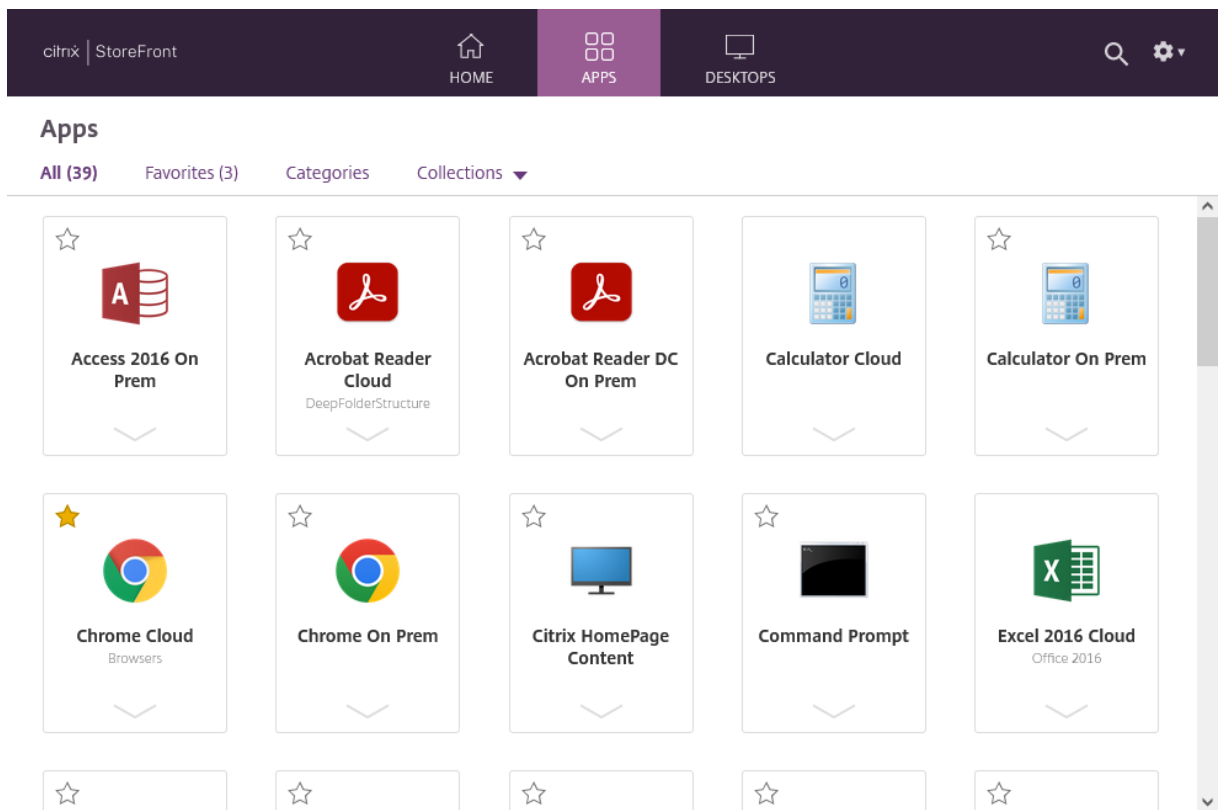 citrix | StoreFront
HOME
APPS
DESKTOPS
Apps
All (39)
Favorites (3)
Categories
Collections
Access 2016 On
Prem
Acrobat Reader
Cloud
DeepFolderStructure
Acrobat Reader DC
On Prem
Calculator Cloud
Calculator On Prem
Chrome Cloud
Browsers
Chrome On Prem
Citrix HomePage
Content
Command Prompt
Excel 2016 Cloud
Office 2016